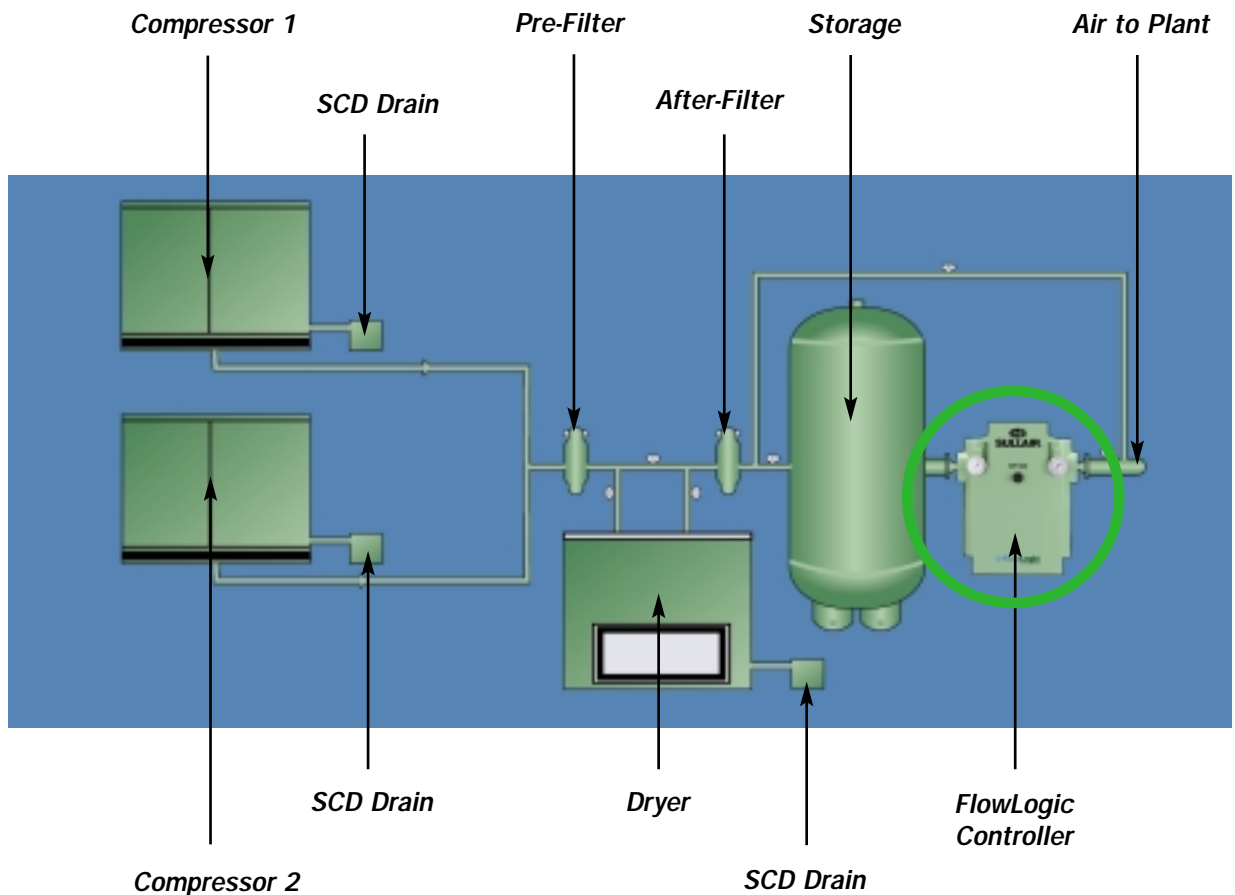 Compressor 1
Pre-Filter
Storage
Air to Plant
SCD Drain
After-Filter
SULLAIR
SCD Drain
Dryer
FlowLogic
Controller
Compressor 2
SCD Drain